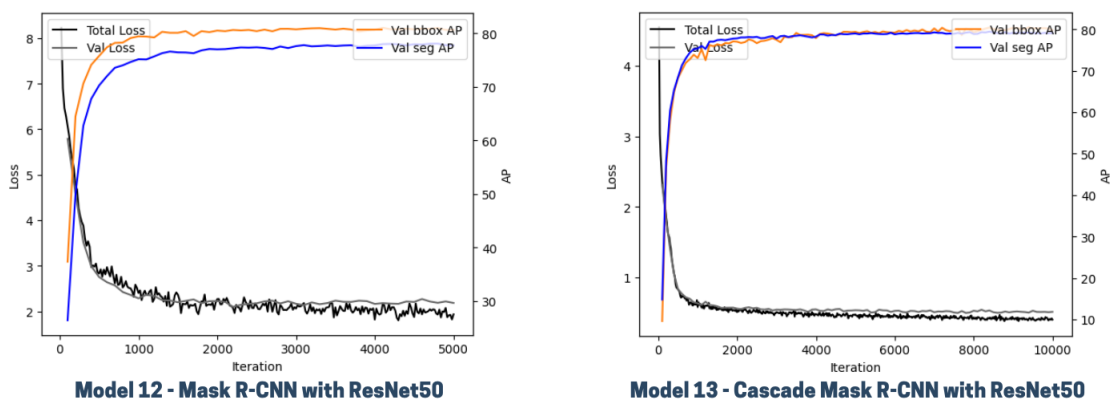 Total Loss
Val Loss
Val bbox AP
Val seg AP
8
7
6
5
4
3
2
Loss
80
70
60
50
40
30
AP
0
1000
2000
3000
4000
5000
Iteration
Model 12 - Mask R-CNN with ResNet50
Total Loss
Val Loss
Val bbox AP
Val seg AP
4
3
2
1
Loss
80
70
60
50
40
30
20
10
AP
0
2000
4000
6000
8000
10000
Iteration
Model 13 - Cascade Mask R-CNN with ResNet50